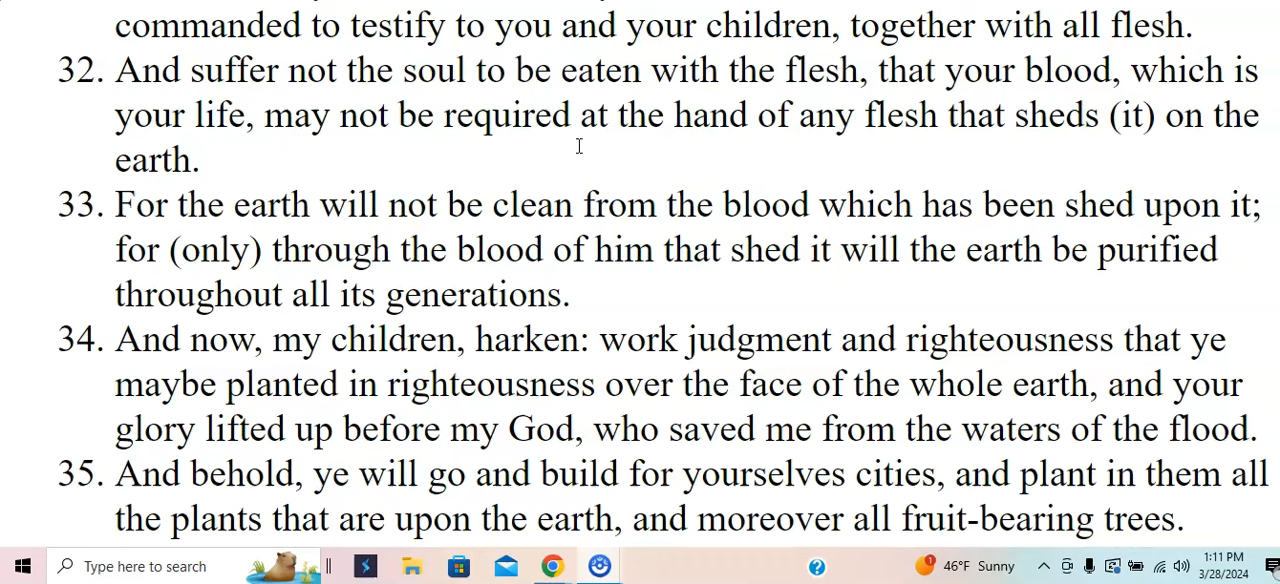 commanded to testify to you and your children, together with all flesh.
32. And suffer not the soul to be eaten with the flesh, that your blood, which is
your life, may not be required at the hand of any flesh that sheds (it) on the
earth.
33. For the earth will not be clean from the blood which has been shed upon it;
for (only) through the blood of him that shed it will the earth be purified
throughout all its generations.
34. And now, my children, harken: work judgment and righteousness that ye
maybe planted in righteousness over the face of the whole earth, and your
glory lifted up before my God, who saved me from the waters of the flood.
35. And behold, ye will go and build for yourselves cities, and plant in them all
the plants that are upon the earth, and moreover all fruit-bearing trees.
Type here to search
1
46°F Sunny
1:11 PM
3/28/2024